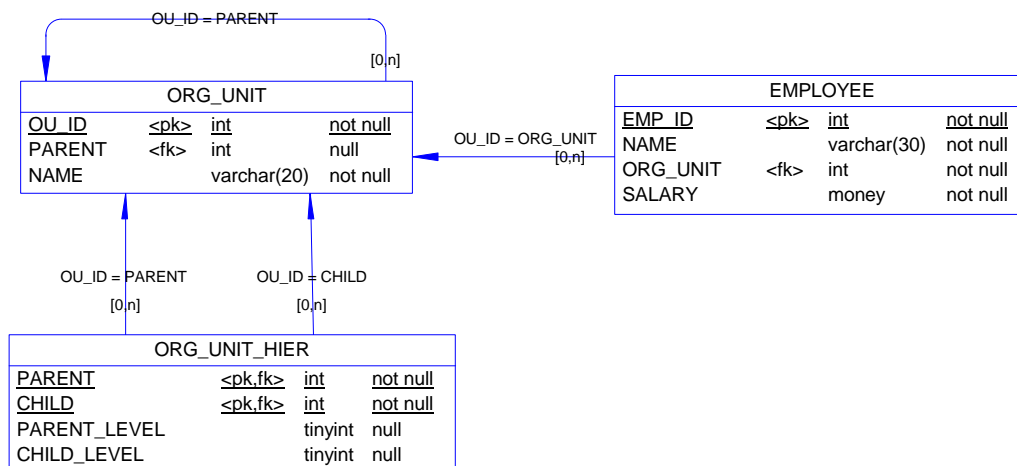 OU_ID = PARENT
[0,n]
ORG_UNIT
OU_ID <pk> int not null
PARENT <fk> int null
NAME varchar(20) not null
OU_ID = ORG_UNIT
[0,n]
EMPLOYEE
EMP_ID <pk> int not null
NAME varchar(30) not null
ORG_UNIT <fk> int not null
SALARY money not null
OU_ID = PARENT
[0,n]
OU_ID = CHILD
[0,n]
ORG_UNIT_HIER
PARENT <pk,fk> int not null
CHILD <pk,fk> int not null
PARENT_LEVEL tinyint null
CHILD_LEVEL tinyint null